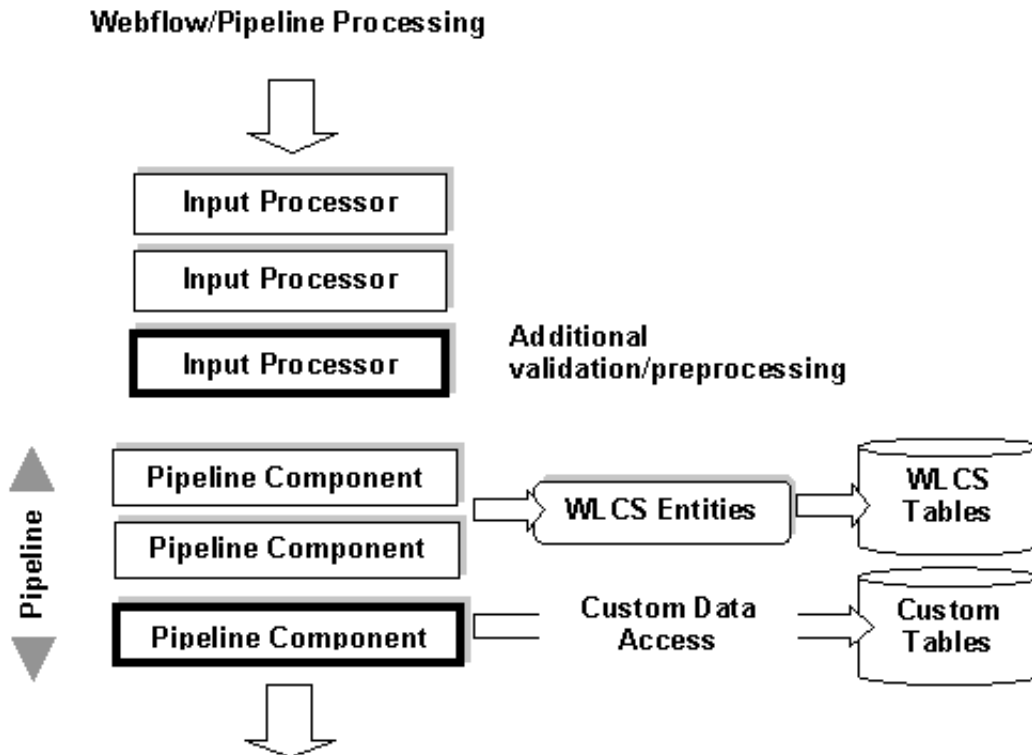 Webflow/Pipeline Processing
Input Processor
Input Processor
Input Processor
Additional
validation/preprocessing
Pipeline
Pipeline Component
Pipeline Component
Pipeline Component
WLCS Entities
WLCS
Tables
Custom Data
Access
Custom
Tables